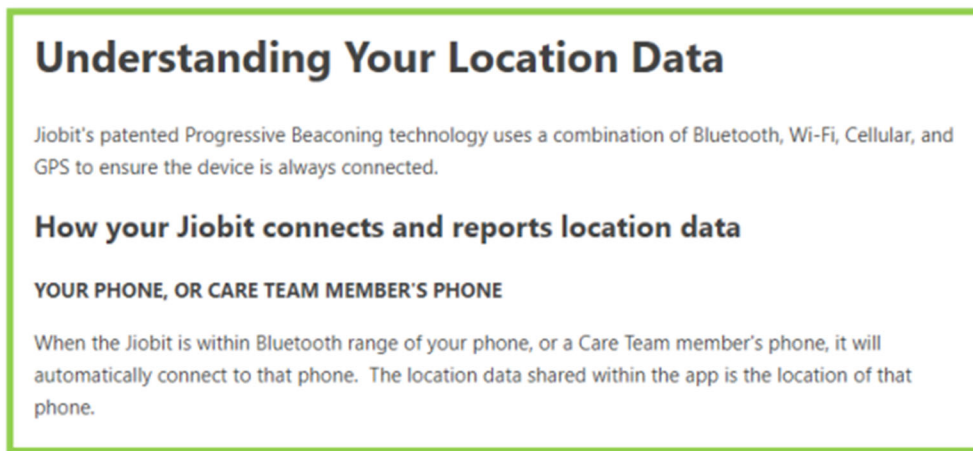 Understanding Your Location Data
Jiobit's patented Progressive Beaconing technology uses a combination of Bluetooth, Wi-Fi, Cellular, and
GPS to ensure the device is always connected.
How your Jiobit connects and reports location data
YOUR PHONE, OR CARE TEAM MEMBER'S PHONE
When the Jiobit is within Bluetooth range of your phone, or a Care Team member's phone, it will
automatically connect to that phone.  The location data shared within the app is the location of that
phone.